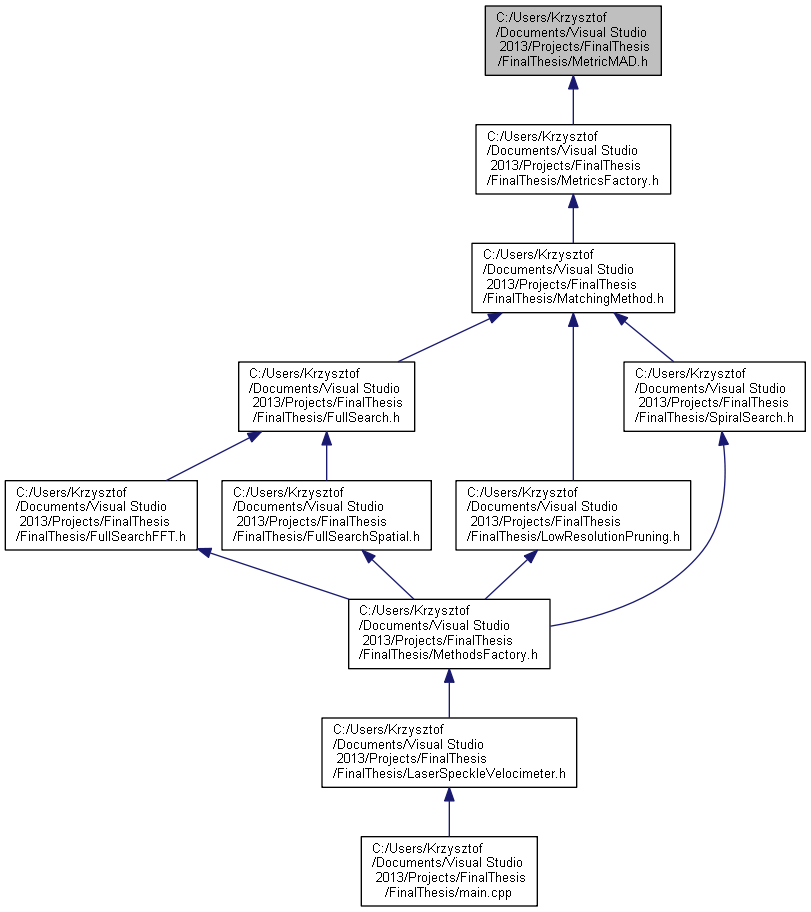 C:/Users/Krzysztof
/Documents/Visual Studio
2013/Projects/FinalThesis
/FinalThesis/MetricMAD.h
C:/Users/Krzysztof
/Documents/Visual Studio
2013/Projects/FinalThesis
/FinalThesis/MetricsFactory.h
C:/Users/Krzysztof
/Documents/Visual Studio
2013/Projects/FinalThesis
/FinalThesis/MatchingMethod.h
C:/Users/Krzysztof
/Documents/Visual Studio
2013/Projects/FinalThesis
/FinalThesis/FullSearch.h
C:/Users/Krzysztof
/Documents/Visual Studio
2013/Projects/FinalThesis
/FinalThesis/SpiralSearch.h
C:/Users/Krzysztof
/Documents/Visual Studio
2013/Projects/FinalThesis
/FinalThesis/FullSearchFFT.h
C:/Users/Krzysztof
/Documents/Visual Studio
2013/Projects/FinalThesis
/FinalThesis/FullSearchSpatial.h
C:/Users/Krzysztof
/Documents/Visual Studio
2013/Projects/FinalThesis
/FinalThesis/LowResolutionPruning.h
C:/Users/Krzysztof
/Documents/Visual Studio
2013/Projects/FinalThesis
/FinalThesis/MethodsFactory.h
C:/Users/Krzysztof
/Documents/Visual Studio
2013/Projects/FinalThesis
/FinalThesis/LaserSpeckleVelocimeter.h
C:/Users/Krzysztof
/Documents/Visual Studio
2013/Projects/FinalThesis
/FinalThesis/main.cpp